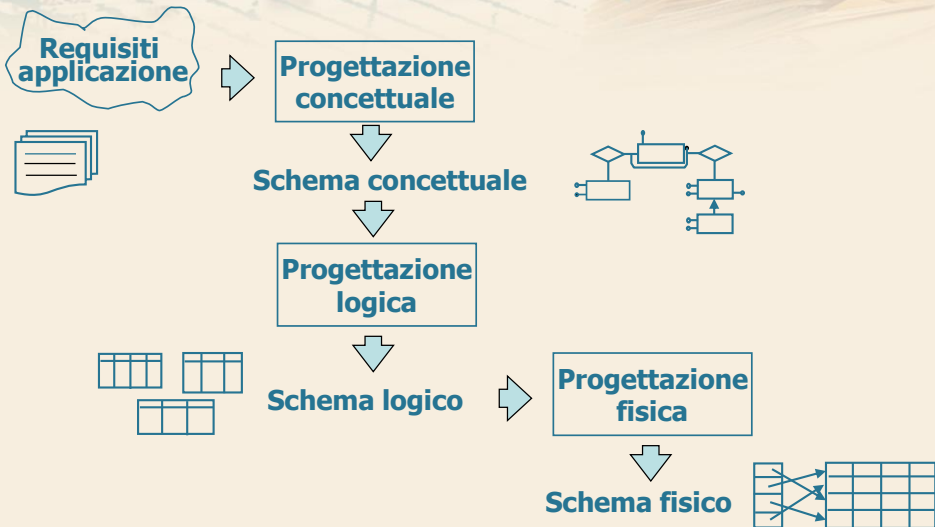 Requisiti
applicazione
Progettazione
concettuale
Schema concettuale
Progettazione
logica
Schema logico
Progettazione
fisica
Schema fisico